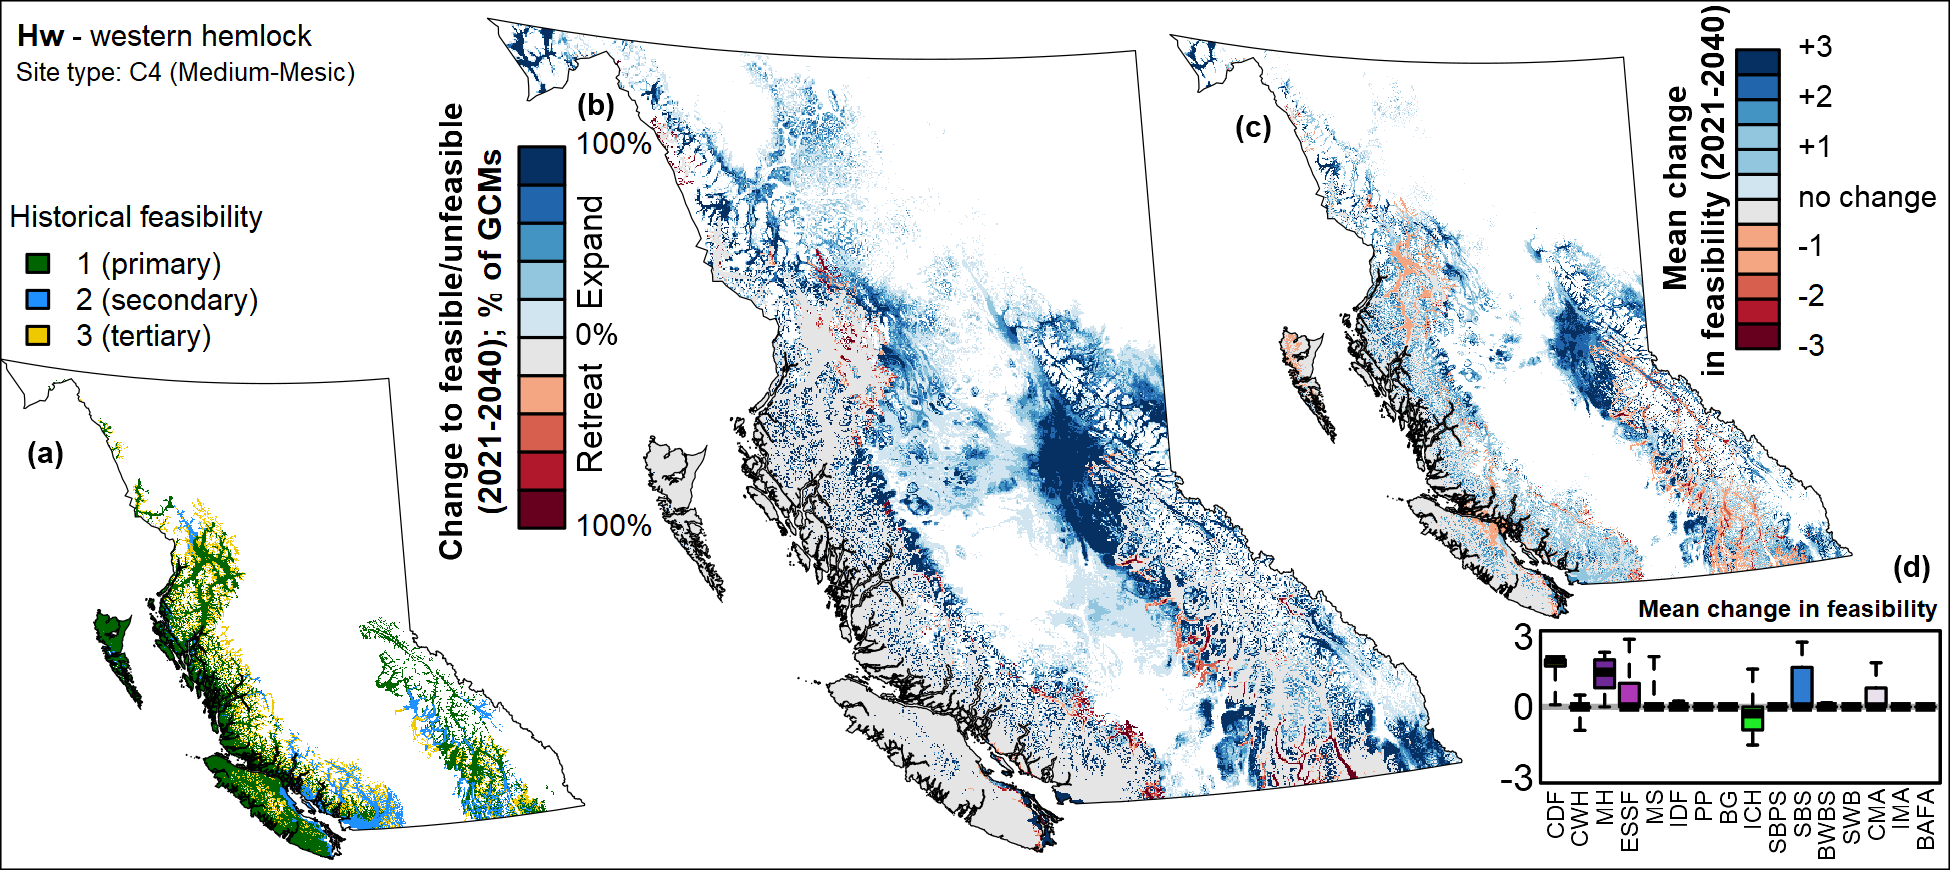 Hw - western hemlock
Site type: C4 (Medium-Mesic)
Historical feasibility
1 (primary)
2 (secondary)
3 (tertiary)
(a)
(b)
Change to feasible/unfeasible
(2021-2040); % of GCMs
100%
Expand
0%
Retreat
100%
(c)
Mean change
in feasibility (2021-2040)
+3
+2
+1
no change
-1
-2
-3
(d)
Mean change in feasibility
3
0
-3
CDF
CWH
MH
ESSF
MS
IDF
PP
BG
ICH
SBPS
SBS
BWBS
SWB
CMA
IMA
BAFA